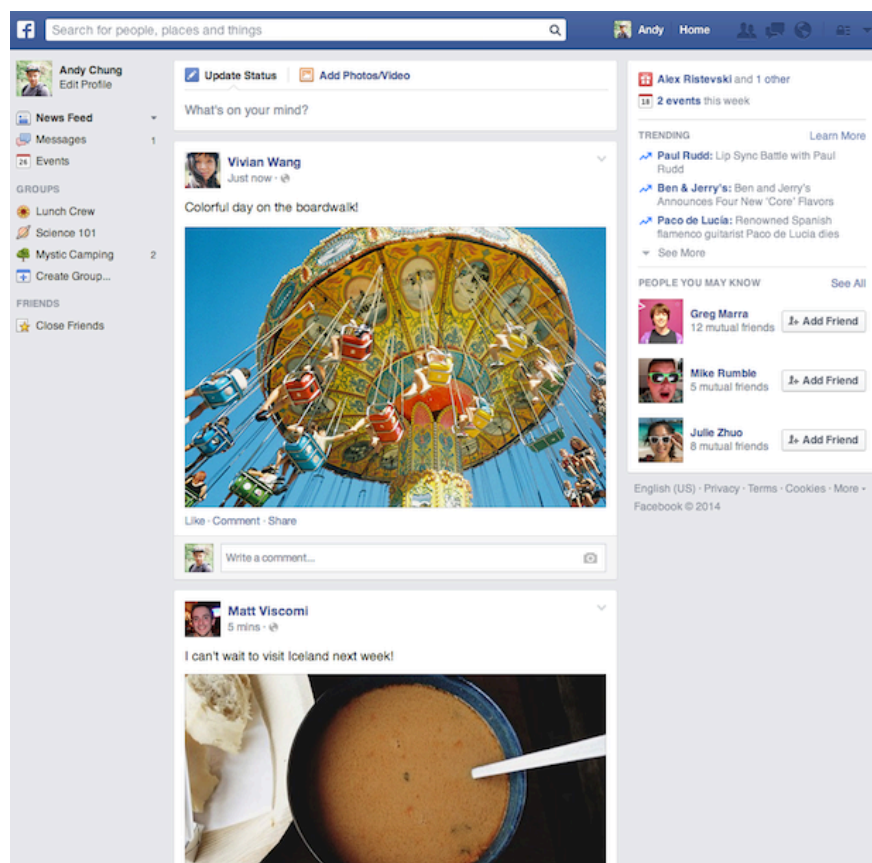 f
Search for people, places and things
Andy
Home
Andy Chung
Edit Profile
News Feed
Messages 1
26 Events
GROUPS
Lunch Crew
Science 101
Mystic Camping 2
Create Group...
FRIENDS
Close Friends
Update Status
Add Photos/Video
What's on your mind?
Vivian Wang
Just now ·
Colorful day on the boardwalk!
Like · Comment · Share
Write a comment...
Matt Viscomi
5 mins ·
I can't wait to visit Iceland next week!
Alex Ristevski and 1 other
18 2 events this week
TRENDING Learn More
Paul Rudd: Lip Sync Battle with Paul
Rudd
Ben & Jerry's: Ben and Jerry's
Announces Four New 'Core' Flavors
Paco de Lucía: Renowned Spanish
flamenco guitarist Paco de Lucia dies
See More
PEOPLE YOU MAY KNOW See All
Greg Marra
12 mutual friends
Add Friend
Mike Rumble
5 mutual friends
Add Friend
Julie Zhuo
8 mutual friends
Add Friend
English (US) · Privacy · Terms · Cookies · More
Facebook © 2014